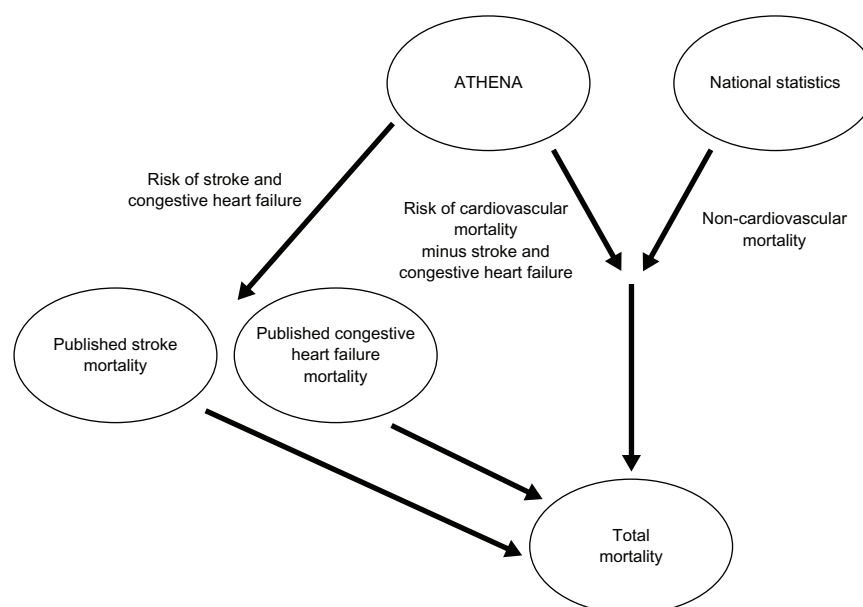 ATHENA
National statistics
Risk of stroke and
congestive heart failure
Risk of cardiovascular
mortality
minus stroke and
congestive heart failure
Non-cardiovascular
mortality
Published stroke
mortality
Published congestive
heart failure
mortality
Total
mortality